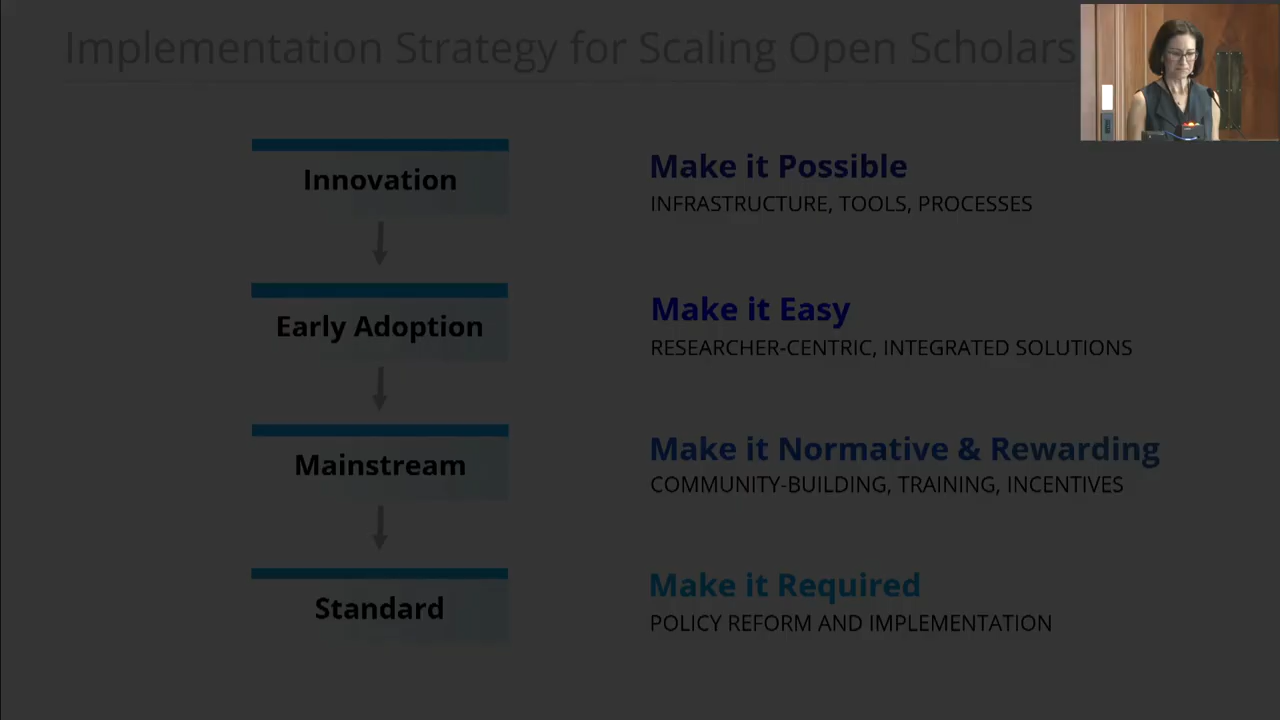 Implementation Strategy for Scaling Open Scholars
Innovation
Make it Possible
INFRASTRUCTURE, TOOLS, PROCESSES
Early Adoption
Make it Easy
RESEARCHER-CENTRIC, INTEGRATED SOLUTIONS
Mainstream
Make it Normative & Rewarding
COMMUNITY-BUILDING, TRAINING, INCENTIVES
Standard
Make it Required
POLICY REFORM AND IMPLEMENTATION